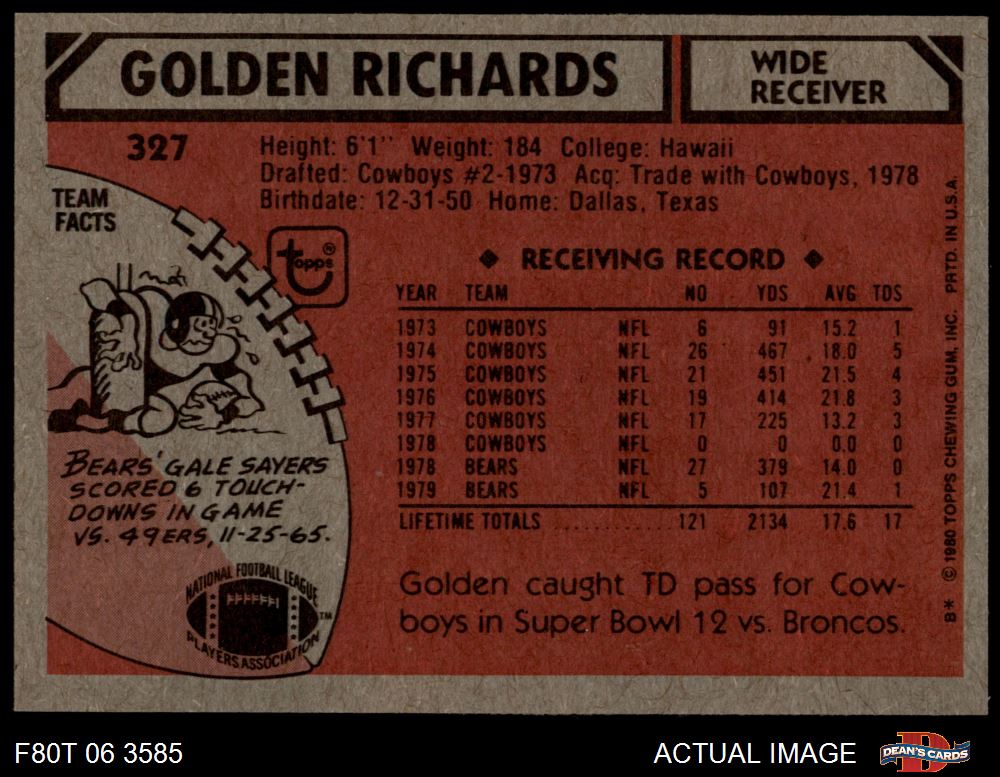 GOLDEN RICHARDS
WIDE
RECEIVER
327
Height: 6'1" Weight: 184 College: Hawaii
Drafted: Cowboys #2-1973 Acq: Trade with Cowboys, 1978
Birthdate: 12-31-50 Home: Dallas, Texas
TEAM
FACTS
topps®
◆ RECEIVING RECORD ◆
YEAR TEAM NO YDS AVG TDS
1973 COWBOYS NFL 6 91 15.2 1
1974 COWBOYS NFL 26 467 18.0 5
1975 COWBOYS NFL 21 451 21.5 4
1976 COWBOYS NFL 19 414 21.8 3
1977 COWBOYS NFL 17 225 13.2 3
1978 COWBOYS NFL 0 0 0.0 0
1978 BEARS NFL 27 379 14.0 0
1979 BEARS NFL 5 107 21.4 1
LIFETIME TOTALS .............. 121 2134 17.6 17
BEARS' GALE SAYERS
SCORED 6 TOUCH-
DOWNS IN GAME
VS. 49ERS, 11-25-65.
NATIONAL FOOTBALL LEAGUE
PLAYERS ASSOCIATION ™
Golden caught TD pass for Cow-
boys in Super Bowl 12 vs. Broncos.
B* © 1980 TOPPS CHEWING GUM, INC. PRTD. IN U.S.A.
F80T 06 3585
ACTUAL IMAGE
D
DEAN'S CARDS